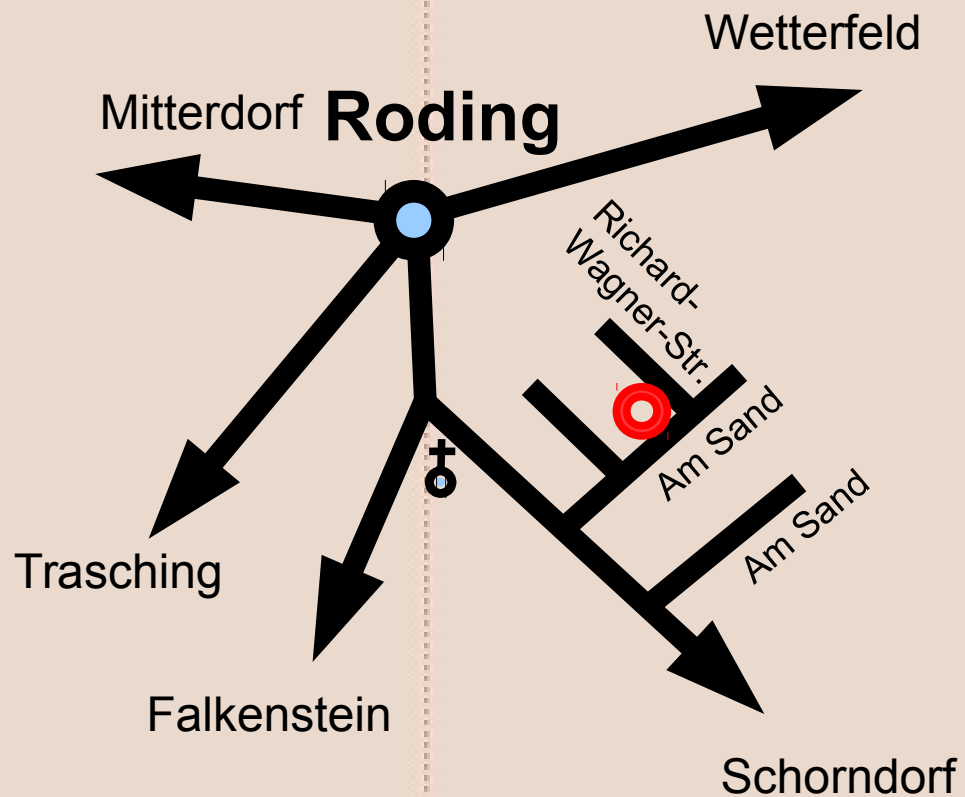 Wetterfeld
Mitterdorf
Roding
Richard-
Wagner-Str.
Am Sand
Am Sand
Trasching
Falkenstein
Schorndorf